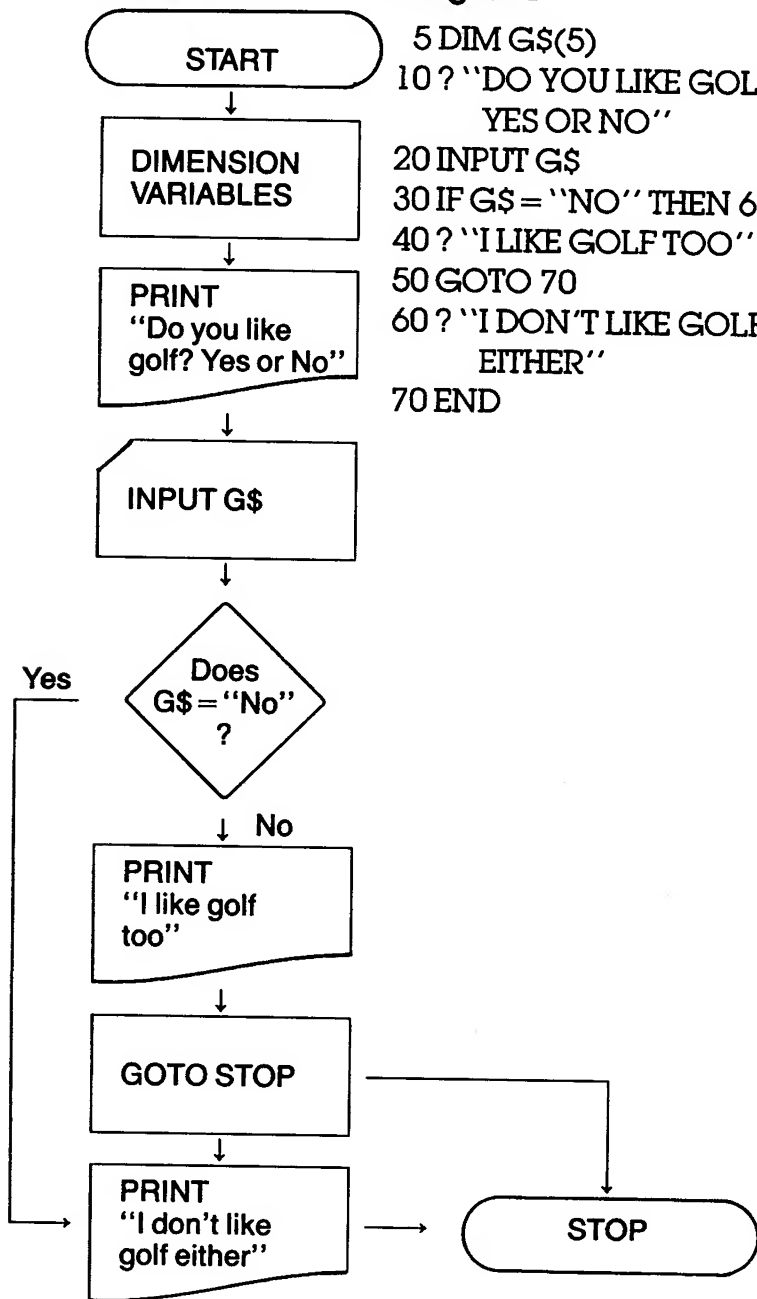 START
DIMENSION
VARIABLES
PRINT
“Do you like
golf? Yes or No”
INPUT G$
Does
G$ = “No”
?
Yes
No
PRINT
“I like golf
too”
GOTO STOP
PRINT
“I don't like
golf either”
STOP
5 DIM G$(5)
10 ? “DO YOU LIKE
YES OR NO”
20 INPUT G$
30 IF G$ = “NO” THEN
40 ? “I LIKE GOLF TOO”
50 GOTO 70
60 ? “I DON'T LIKE
EITHER”
70 END